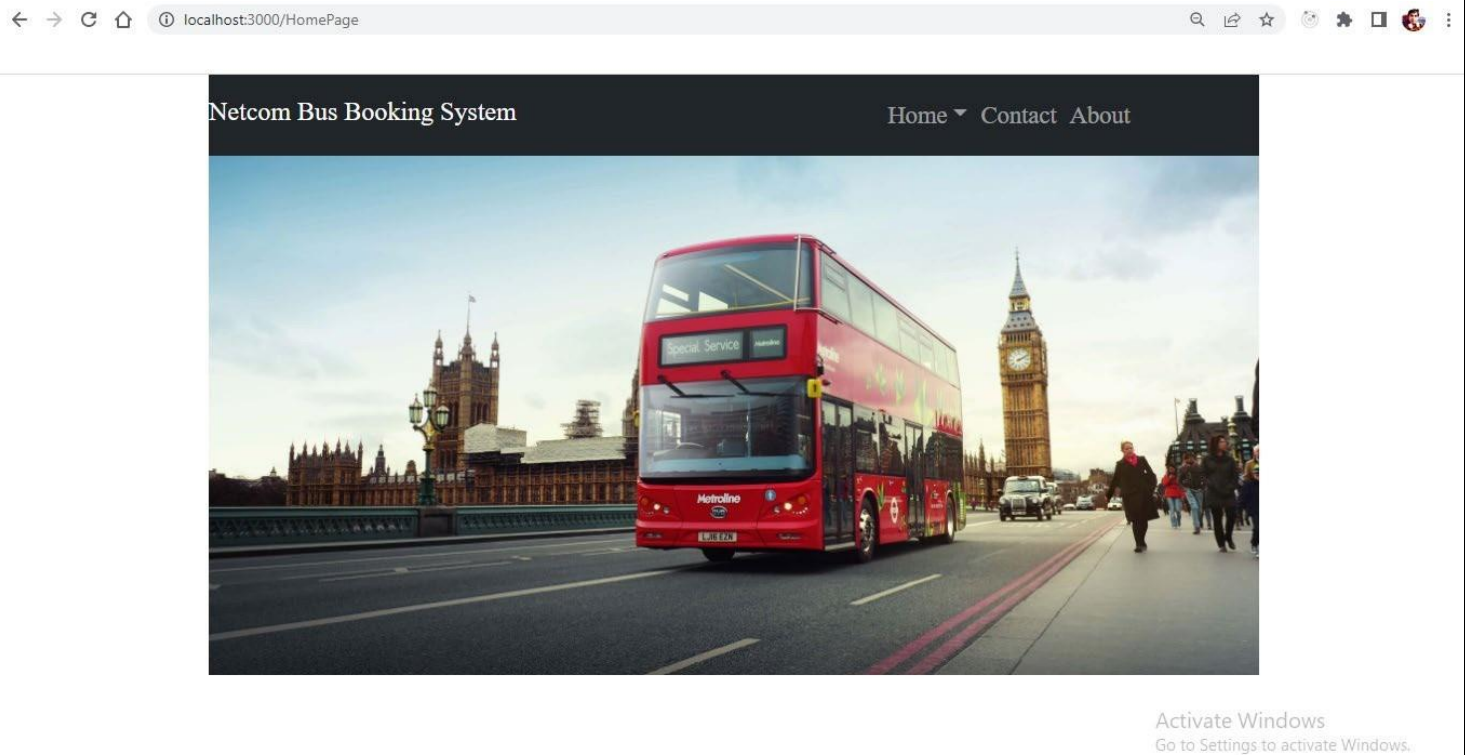 localhost:3000/HomePage
Netcom Bus Booking System
Home Contact About
Special Service
Metroline
LJ16 EZN
Activate Windows
Go to Settings to activate Windows.